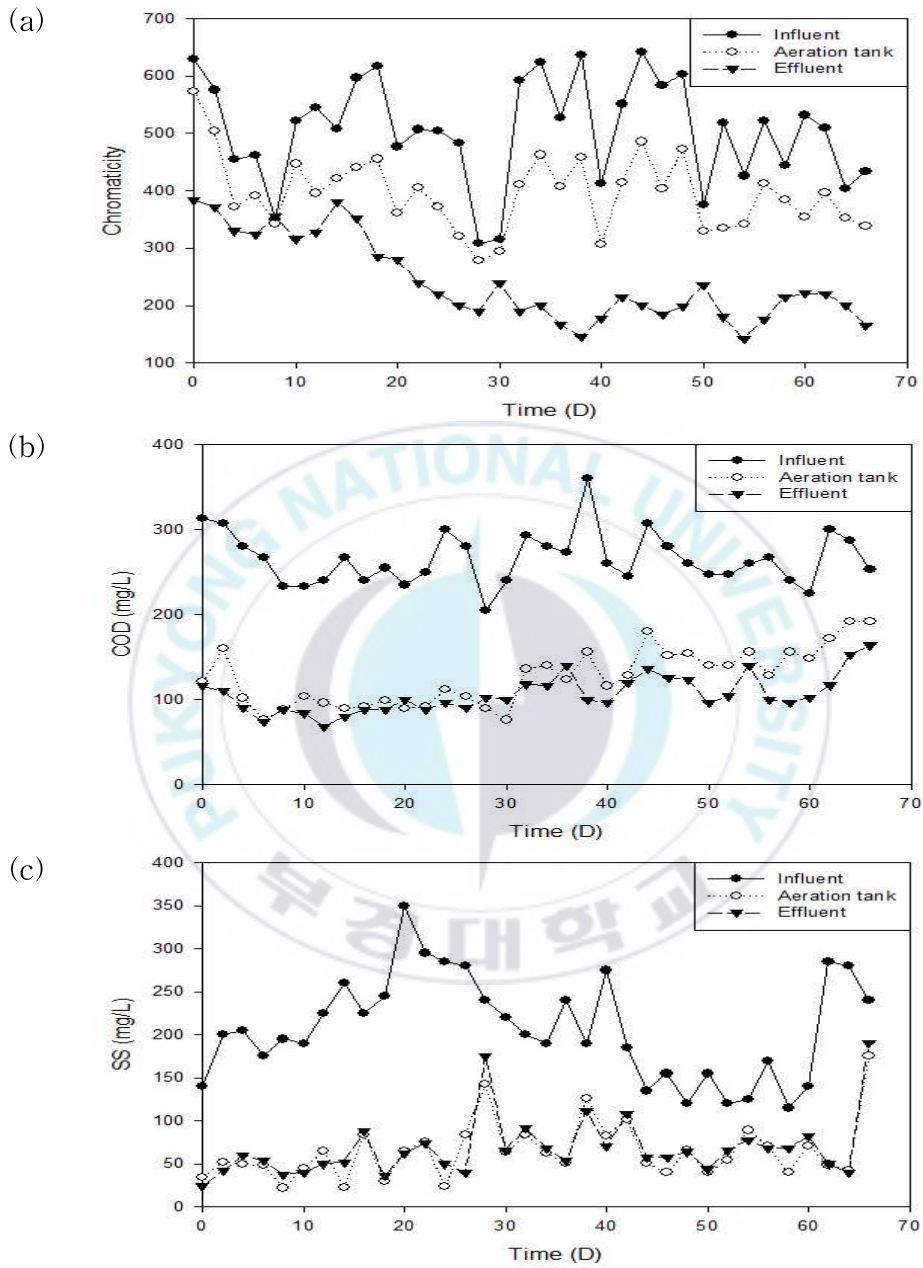 (a)
700
600
500
400
300
200
100
Chromaticity
Influent
Aeration tank
Effluent
0 10 20 30 40 50 60 70
Time (D)
(b)
400
300
200
100
0
COD (mg/L)
Influent
Aeration tank
Effluent
0 10 20 30 40 50 60 70
Time (D)
(c)
400
350
300
250
200
150
100
50
0
SS (mg/L)
Influent
Aeration tank
Effluent
0 10 20 30 40 50 60 70
Time (D)
PUKYONG NATIONAL UNIVERSITY
부경대학교